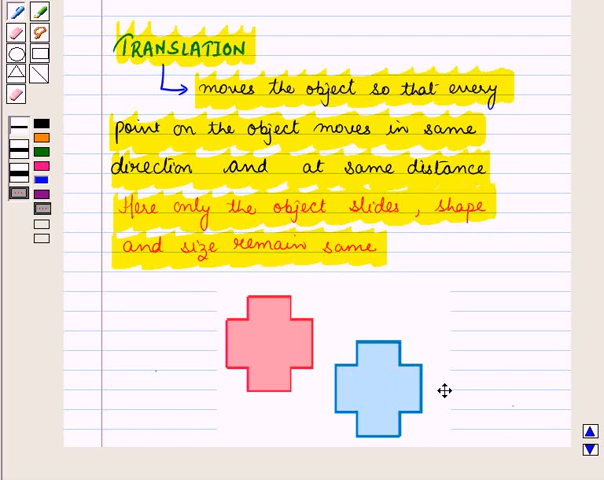 TRANSLATION
moves the object so that every
point on the object moves in same
direction and at same distance
Here only the object slides, shape
and size remain same